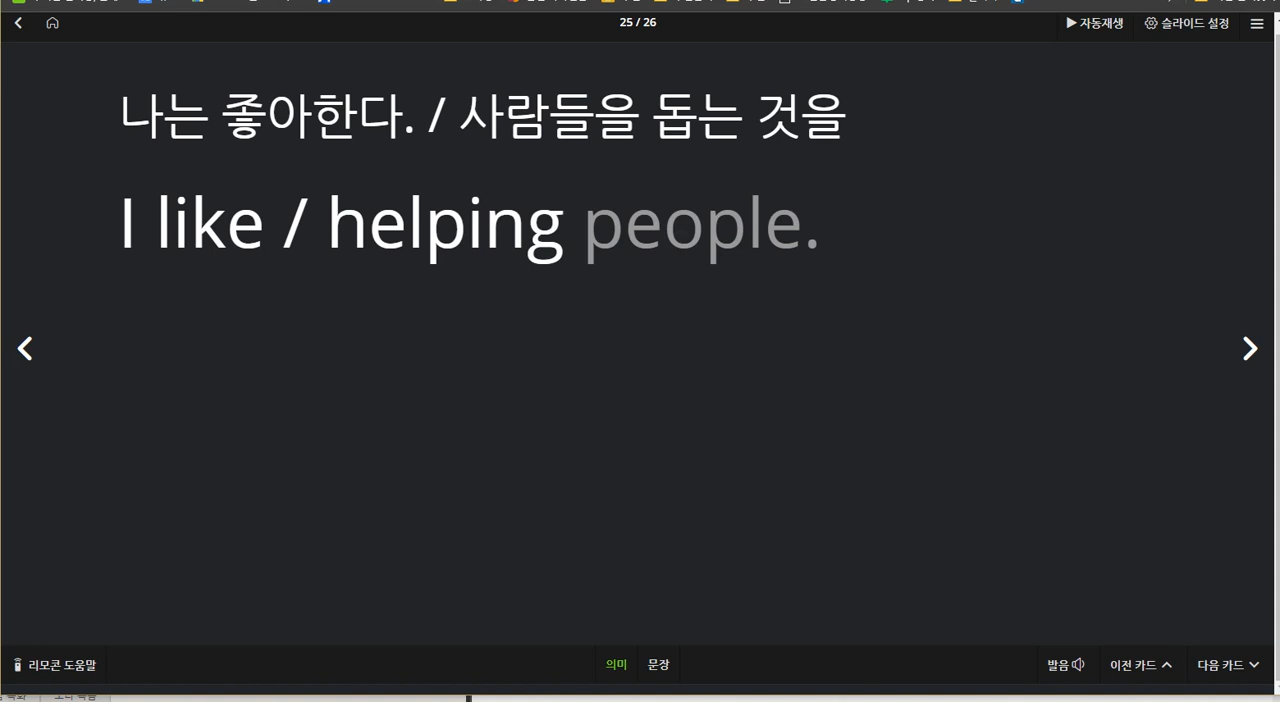 25 / 26
자동재생
슬라이드 설정
나는 좋아한다. / 사람들을 돕는 것을
I like / helping people.
리모콘 도움말
의미
문장
발음
이전 카드
다음 카드